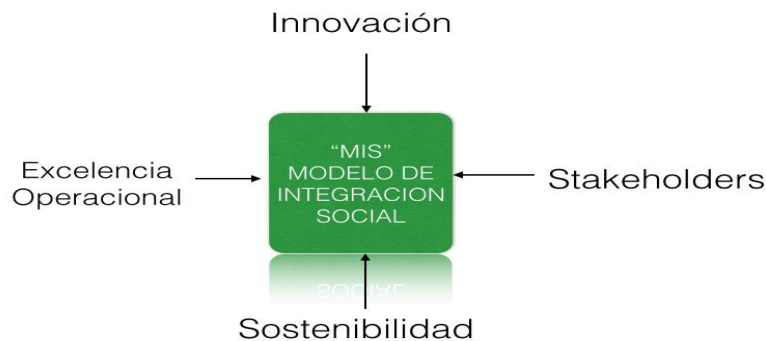 Innovación
Excelencia
Operacional
“MIS”
MODELO DE
INTEGRACION
SOCIAL
Stakeholders
Sostenibilidad